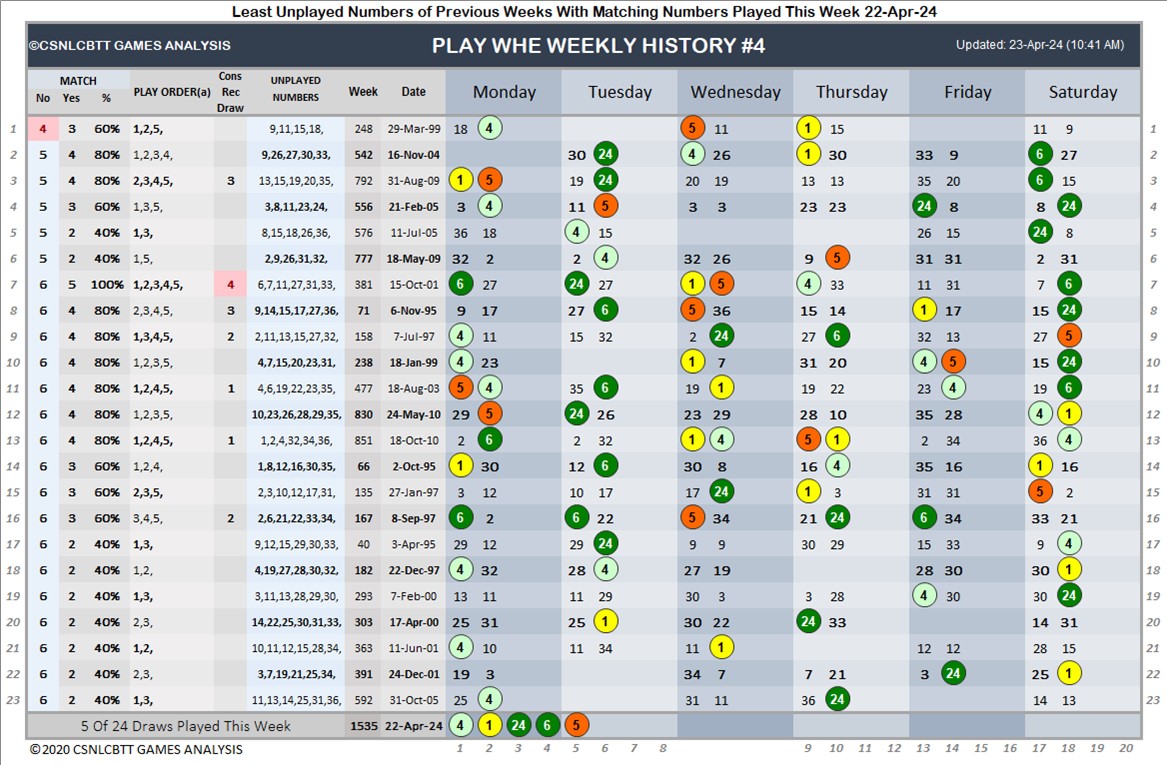 Least Unplayed Numbers of Previous Weeks With Matching Numbers Played This Week 22-Apr-24
©CSNLCBTT GAMES ANALYSIS PLAY WHE WEEKLY HISTORY #4 Updated: 23-Apr-24 (10:41 AM)
MATCH No Yes % PLAY ORDER(a) Cons Rec Draw UNPLAYED NUMBERS Week Date Monday Tuesday Wednesday Thursday Friday Saturday
1 4 3 60% 1,2,5, 9,11,15,18, 248 29-Mar-99 18 4 5 11 1 15 11 9 1
2 5 4 80% 1,2,3,4, 9,26,27,30,33, 542 16-Nov-04 30 24 4 26 1 30 33 9 6 27 2
3 5 4 80% 2,3,4,5, 3 13,15,19,20,35, 792 31-Aug-09 1 5 19 24 20 19 13 13 35 20 6 15 3
4 5 3 60% 1,3,5, 3,8,11,23,24, 556 21-Feb-05 3 4 11 5 3 3 23 23 24 8 8 24 4
5 5 2 40% 1,3, 8,15,18,26,36, 576 11-Jul-05 36 18 4 15 26 15 24 8 5
6 5 2 40% 1,5, 2,9,26,31,32, 777 18-May-09 32 2 2 4 32 26 9 5 31 31 2 31 6
7 6 5 100% 1,2,3,4,5, 4 6,7,11,27,31,33, 381 15-Oct-01 6 27 24 27 1 5 4 33 11 31 7 6 7
8 6 4 80% 2,3,4,5, 3 9,14,15,17,27,36, 71 6-Nov-95 9 17 27 6 5 36 15 14 1 17 15 24 8
9 6 4 80% 1,3,4,5, 2 2,11,13,15,27,32, 158 7-Jul-97 4 11 15 32 2 24 27 6 32 13 27 5 9
10 6 4 80% 1,2,3,5, 4,7,15,20,23,31, 238 18-Jan-99 4 23 1 7 31 20 4 5 15 24 10
11 6 4 80% 1,2,4,5, 1 4,6,19,22,23,35, 477 18-Aug-03 5 4 35 6 19 1 19 22 23 4 19 6 11
12 6 4 80% 1,2,3,5, 10,23,26,28,29,35, 830 24-May-10 29 5 24 26 23 29 28 10 35 28 4 1 12
13 6 4 80% 1,2,4,5, 1 1,2,4,32,34,36, 851 18-Oct-10 2 6 2 32 1 4 5 1 2 34 36 4 13
14 6 3 60% 1,2,4, 1,8,12,16,30,35, 66 2-Oct-95 1 30 12 6 30 8 16 4 35 16 1 16 14
15 6 3 60% 2,3,5, 2,3,10,12,17,31, 135 27-Jan-97 3 12 10 17 17 24 1 3 31 31 5 2 15
16 6 3 60% 3,4,5, 2 2,6,21,22,33,34, 167 8-Sep-97 6 2 6 22 5 34 21 24 6 34 33 21 16
17 6 2 40% 1,3, 9,12,15,29,30,33, 40 3-Apr-95 29 12 29 24 9 9 30 29 15 33 9 4 17
18 6 2 40% 1,2, 4,19,27,28,30,32, 182 22-Dec-97 4 32 28 4 27 19 28 30 30 1 18
19 6 2 40% 1,3, 3,11,13,28,29,30, 293 7-Feb-00 13 11 11 29 30 3 3 28 4 30 30 24 19
20 6 2 40% 2,3, 14,22,25,30,31,33, 303 17-Apr-00 25 31 25 1 30 22 24 33 14 31 20
21 6 2 40% 1,2, 10,11,12,15,28,34, 363 11-Jun-01 4 10 11 34 11 1 12 12 28 15 21
22 6 2 40% 2,3, 3,7,19,21,25,34, 391 24-Dec-01 19 3 34 7 7 21 3 24 25 1 22
23 6 2 40% 1,3, 11,13,14,25,31,36, 592 31-Oct-05 25 4 31 11 36 24 14 13 23
5 Of 24 Draws Played This Week 1535 22-Apr-24 4 1 24 6 5
©2020 CSNLCBTT GAMES ANALYSIS 1 2 3 4 5 6 7 8 9 10 11 12 13 14 15 16 17 18 19 20